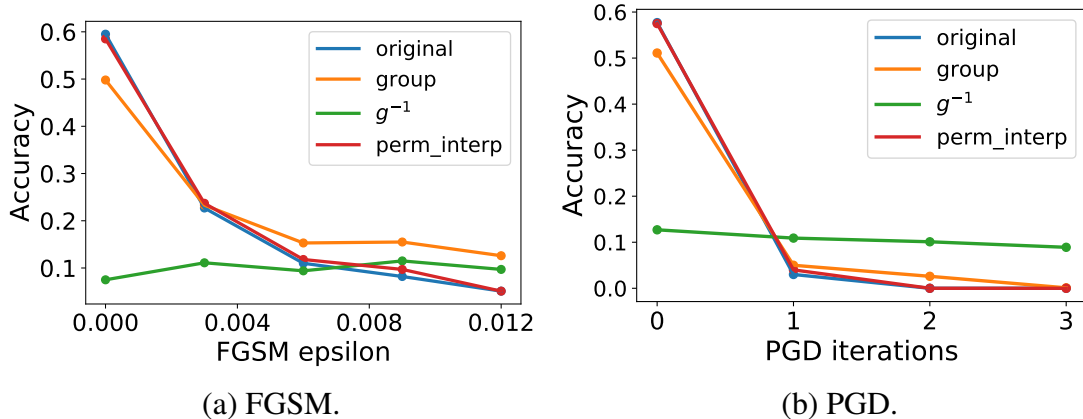 0.6
0.5
0.4
0.3
0.2
0.1
Accuracy
0.000
0.004
0.008
0.012
FGSM epsilon
original
group
g⁻¹
perm_interp
(a) FGSM.
0.6
0.5
0.4
0.3
0.2
0.1
0.0
Accuracy
0
1
2
3
PGD iterations
original
group
g⁻¹
perm_interp
(b) PGD.